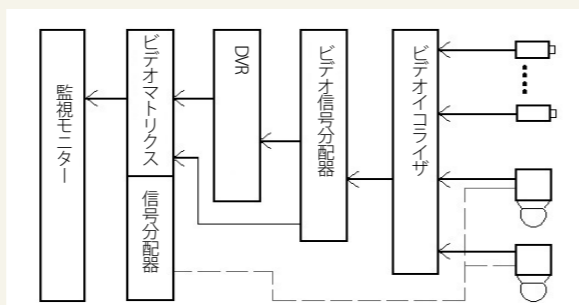 監視モニター
ビデオマトリクス
信号分配器
DVR
ビデオ信号分配器
ビデオイコライザ